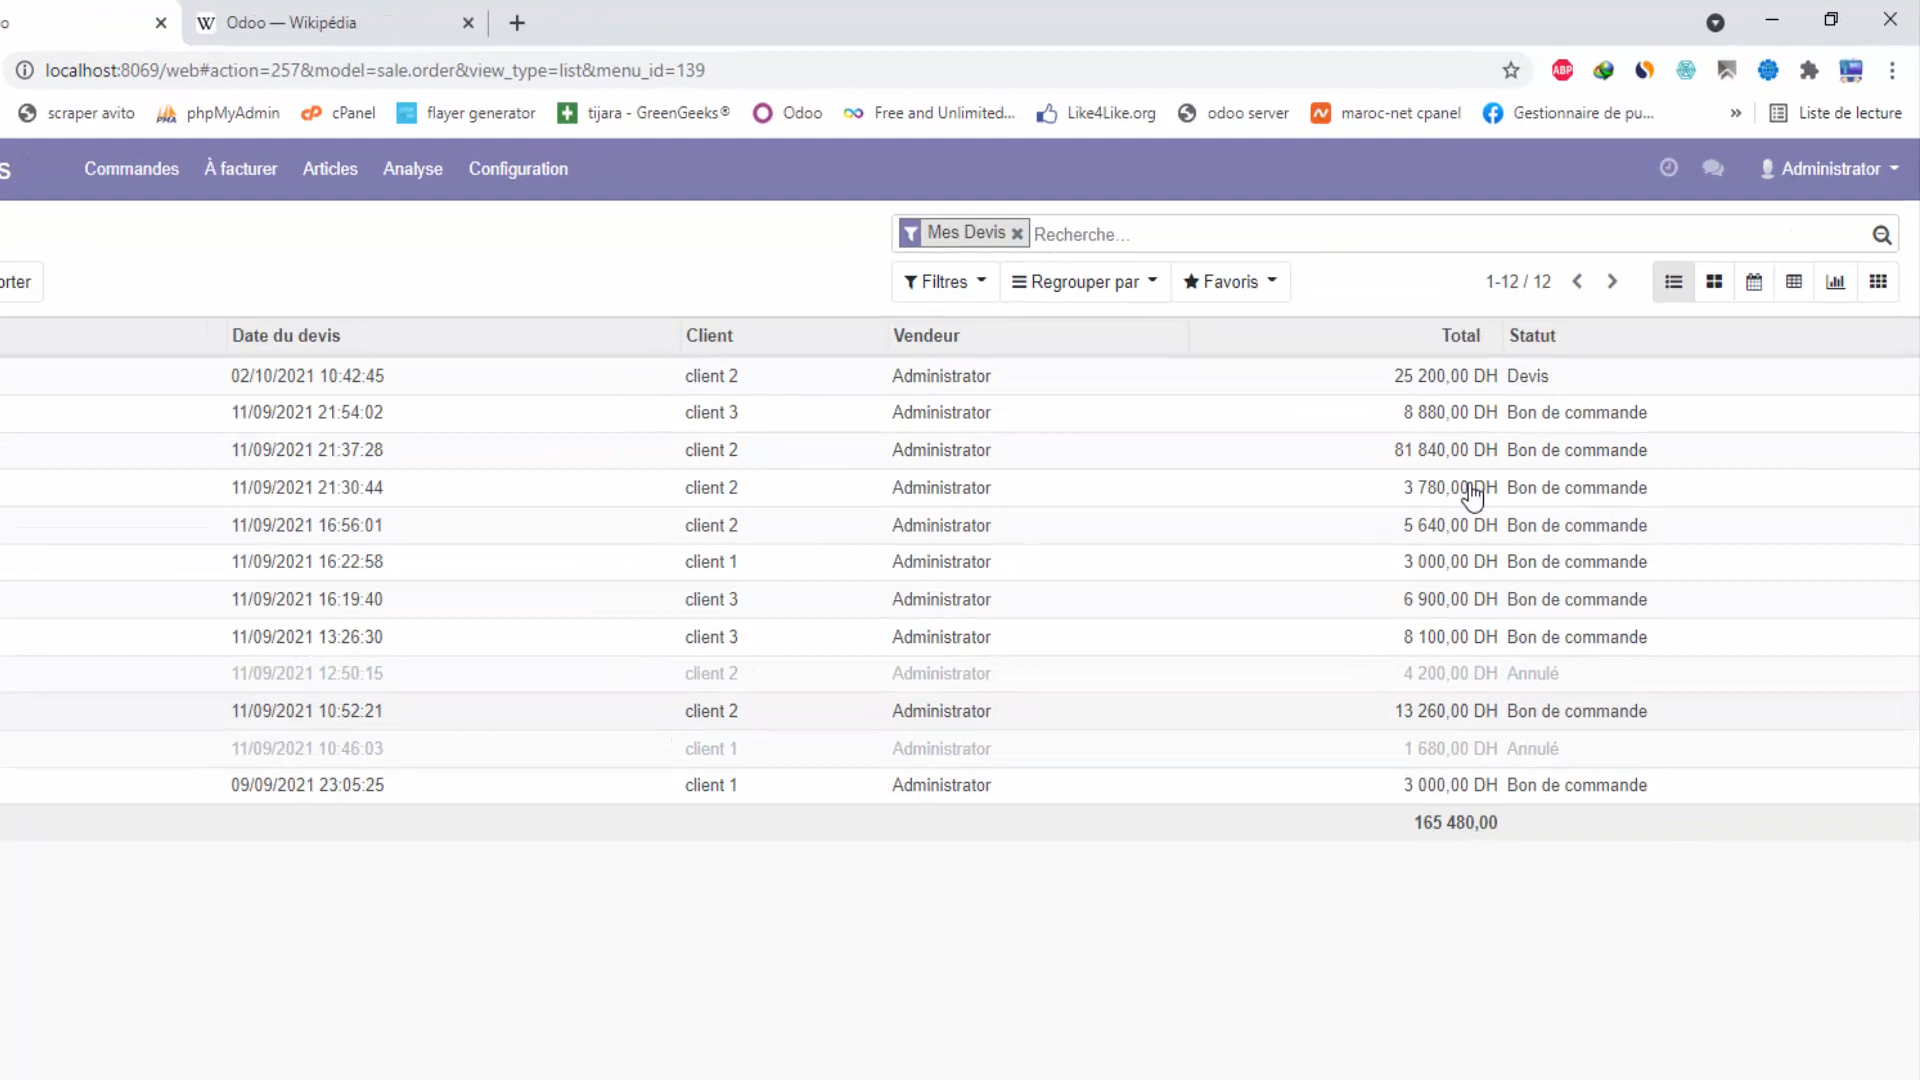 o
Odoo — Wikipédia
localhost:8069/web#action=257&model=sale.order&view_type=list&menu_id=139
ABP
scraper avito
phpMyAdmin
cPanel
flayer generator
tijara - GreenGeeks®
Odoo
Free and Unlimited...
Like4Like.org
odoo server
maroc-net cpanel
Gestionnaire de pu...
»
Liste de lecture
s
Commandes
À facturer
Articles
Analyse
Configuration
Administrator
Mes Devis
Recherche...
orter
Filtres
Regrouper par
Favoris
1-12 / 12
Date du devis Client Vendeur Total Statut
02/10/2021 10:42:45 client 2 Administrator 25 200,00 DH Devis
11/09/2021 21:54:02 client 3 Administrator 8 880,00 DH Bon de commande
11/09/2021 21:37:28 client 2 Administrator 81 840,00 DH Bon de commande
11/09/2021 21:30:44 client 2 Administrator 3 780,00 DH Bon de commande
11/09/2021 16:56:01 client 2 Administrator 5 640,00 DH Bon de commande
11/09/2021 16:22:58 client 1 Administrator 3 000,00 DH Bon de commande
11/09/2021 16:19:40 client 3 Administrator 6 900,00 DH Bon de commande
11/09/2021 13:26:30 client 3 Administrator 8 100,00 DH Bon de commande
11/09/2021 12:50:15 client 2 Administrator 4 200,00 DH Annulé
11/09/2021 10:52:21 client 2 Administrator 13 260,00 DH Bon de commande
11/09/2021 10:46:03 client 1 Administrator 1 680,00 DH Annulé
09/09/2021 23:05:25 client 1 Administrator 3 000,00 DH Bon de commande
165 480,00